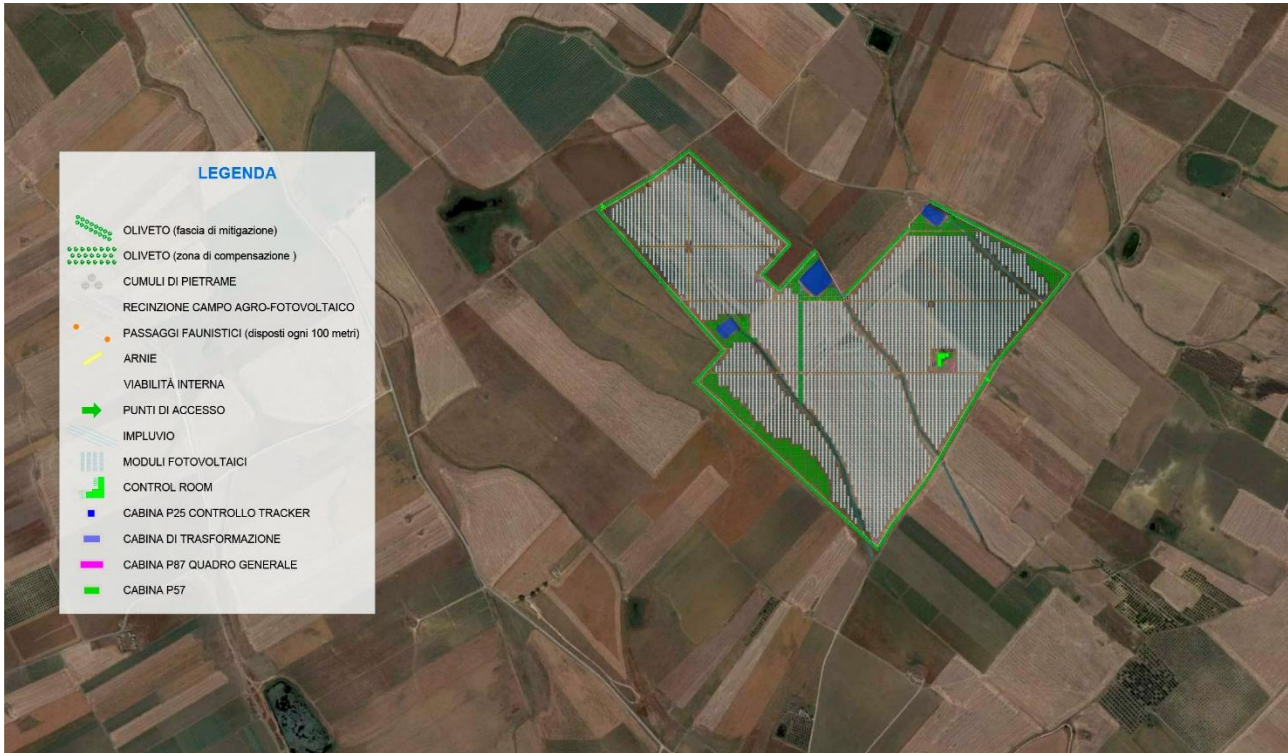 LEGENDA
OLIVETO (fascia di mitigazione)
OLIVETO (zona di compensazione )
CUMULI DI PIETRAME
RECINZIONE CAMPO AGRO-FOTOVOLTAICO
PASSAGGI FAUNISTICI (disposti ogni 100 metri)
ARNIE
VIABILITÀ INTERNA
PUNTI DI ACCESSO
IMPLUVIO
MODULI FOTOVOLTAICI
CONTROL ROOM
CABINA P25 CONTROLLO TRACKER
CABINA DI TRASFORMAZIONE
CABINA P87 QUADRO GENERALE
CABINA P57